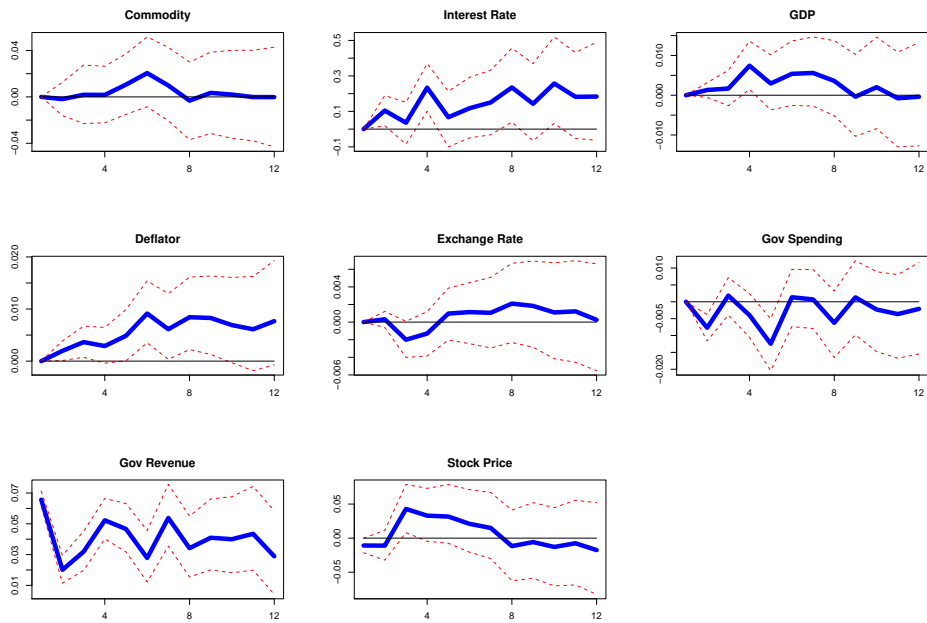 Commodity
Interest Rate
GDP
0.04
0.00
−0.04
0.5
0.3
0.1
−0.1
0.010
0.000
−0.010
4 8 12
4 8 12
4 8 12
Deflator
Exchange Rate
Gov Spending
0.020
0.010
0.000
0.004
0.000
−0.006
0.010
−0.005
−0.020
4 8 12
4 8 12
4 8 12
Gov Revenue
Stock Price
0.07
0.05
0.03
0.01
0.05
0.00
−0.05
4 8 12
4 8 12